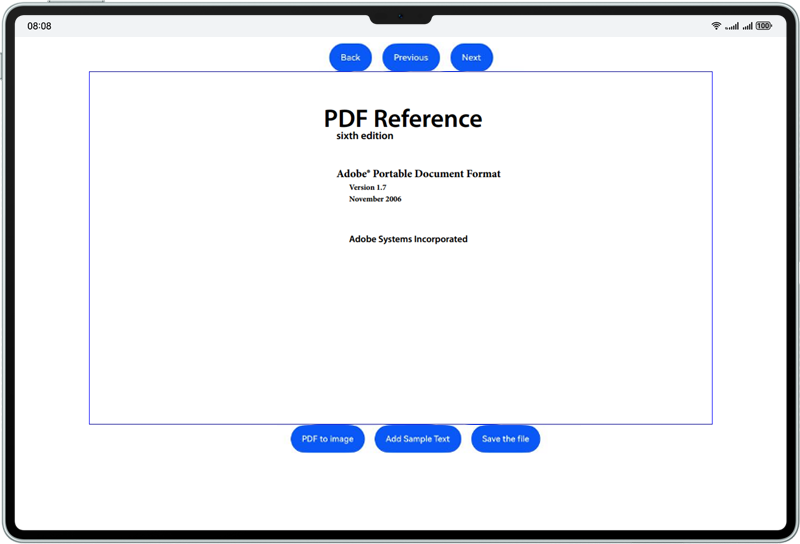 08:08
100
Back Previous Next
PDF Reference
sixth edition
Adobe® Portable Document Format
Version 1.7
November 2006
Adobe Systems Incorporated
PDF to image Add Sample Text Save the file